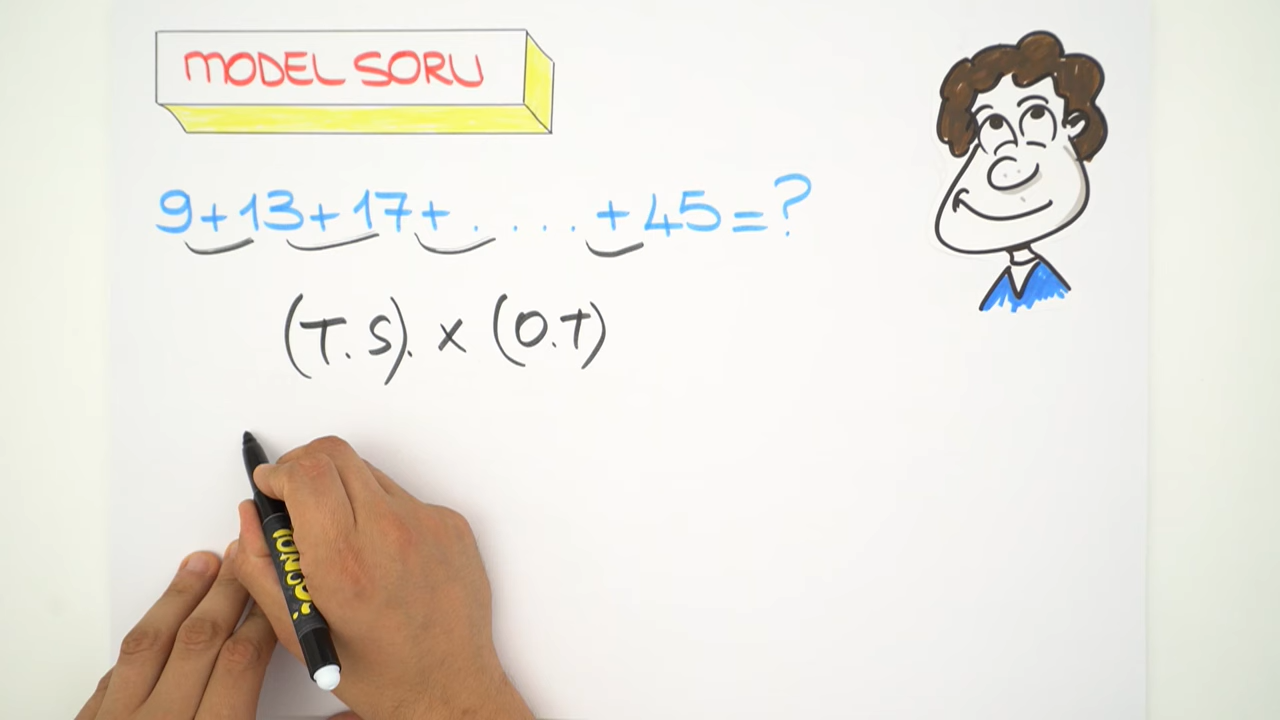 MODEL SORU
9+13+17+.....+45=?
(T.S). x (O.T)